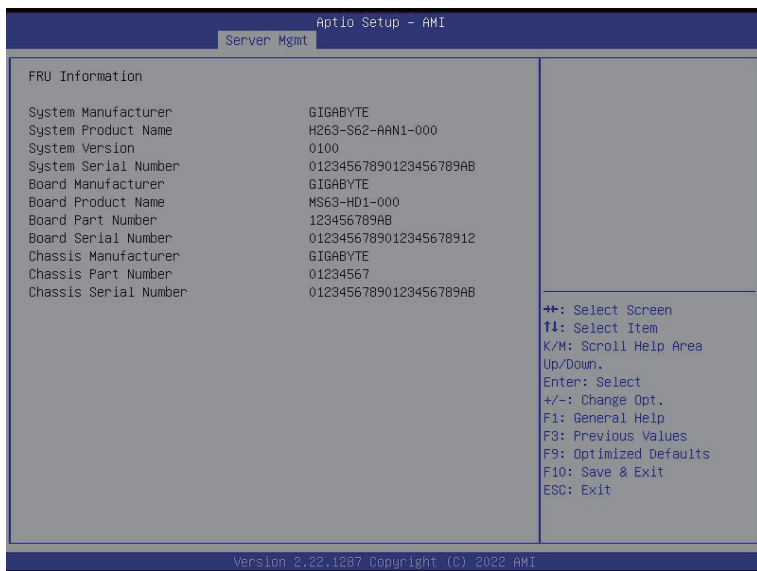 Aptio Setup – AMI
Server Mgmt
FRU Information
System Manufacturer GIGABYTE
System Product Name H263-S62-AAN1-000
System Version 0100
System Serial Number 01234567890123456789AB
Board Manufacturer GIGABYTE
Board Product Name MS63-HD1-000
Board Part Number 123456789AB
Board Serial Number 0123456789012345678912
Chassis Manufacturer GIGABYTE
Chassis Part Number 01234567
Chassis Serial Number 01234567890123456789AB
→←: Select Screen
↑↓: Select Item
K/M: Scroll Help Area
Up/Down.
Enter: Select
+/-: Change Opt.
F1: General Help
F3: Previous Values
F9: Optimized Defaults
F10: Save & Exit
ESC: Exit
Version 2.22.1287 Copyright (C) 2022 AMI